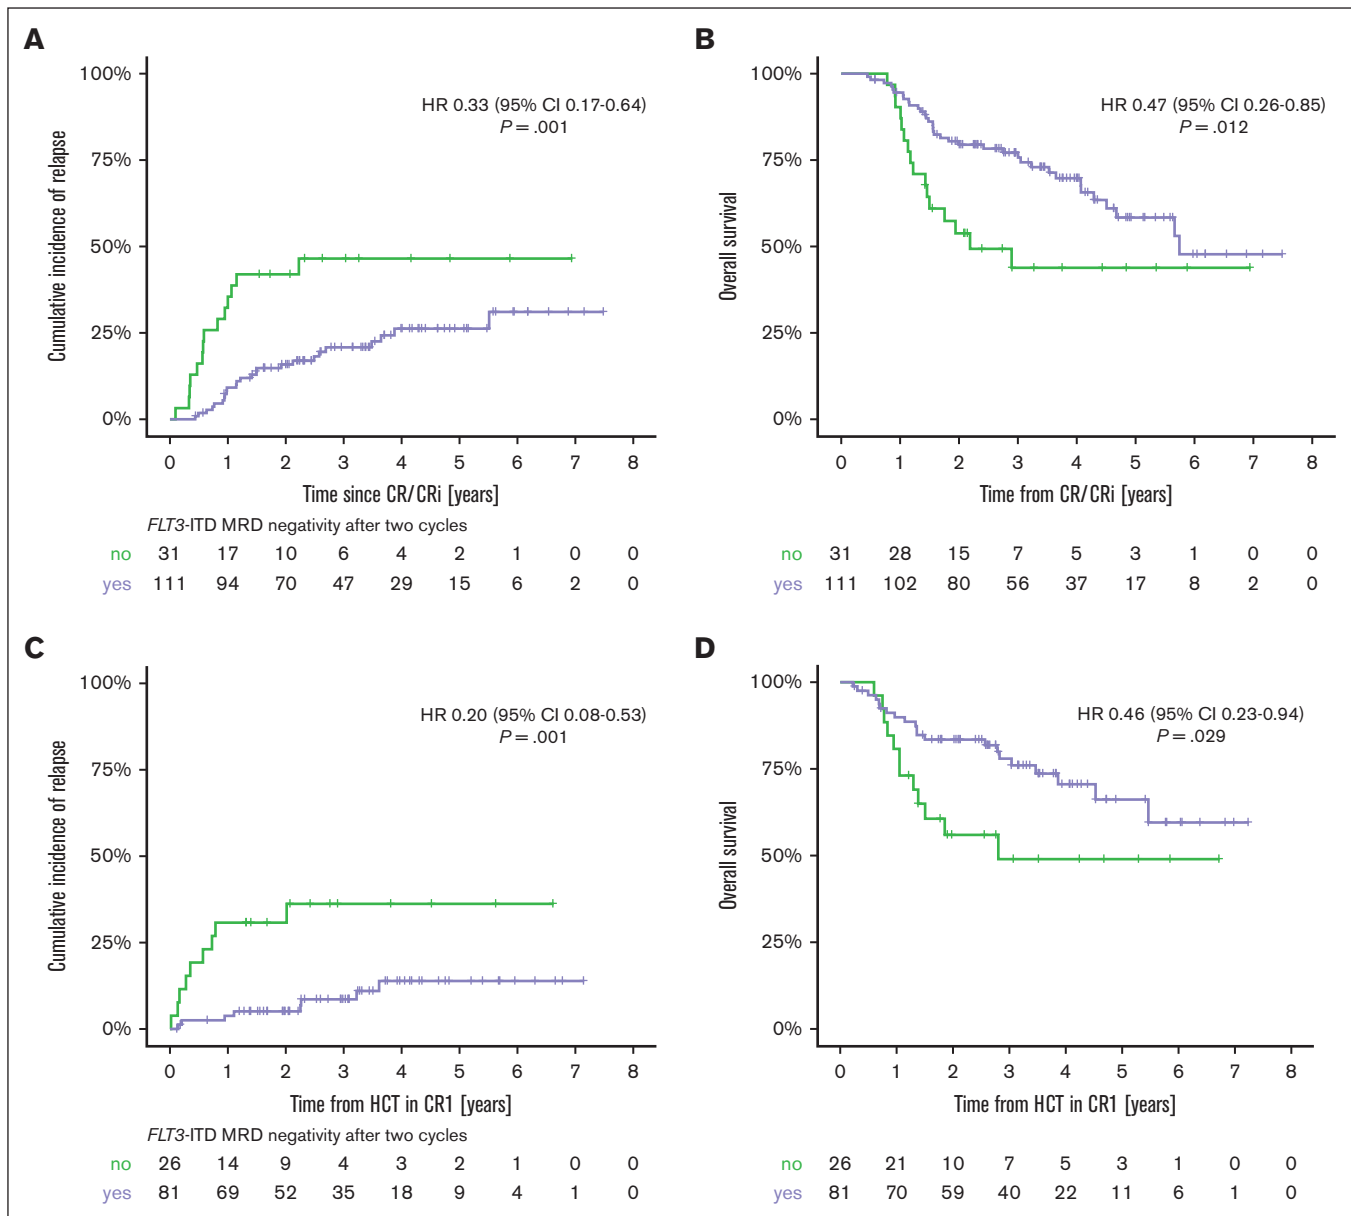 A
HR 0.33 (95% CI 0.17-0.64)
P = .001
Cumulative incidence of relapse
100%
75%
50%
25%
0%
0 1 2 3 4 5 6 7 8
Time since CR/CRi [years]
FLT3-ITD MRD negativity after two cycles
no 31 17 10 6 4 2 1 0 0
yes 111 94 70 47 29 15 6 2 0
B
HR 0.47 (95% CI 0.26-0.85)
P = .012
Overall survival
100%
75%
50%
25%
0%
0 1 2 3 4 5 6 7 8
Time from CR/CRi [years]
no 31 28 15 7 5 3 1 0 0
yes 111 102 80 56 37 17 8 2 0
C
HR 0.20 (95% CI 0.08-0.53)
P = .001
Cumulative incidence of relapse
100%
75%
50%
25%
0%
0 1 2 3 4 5 6 7 8
Time from HCT in CR1 [years]
FLT3-ITD MRD negativity after two cycles
no 26 14 9 4 3 2 1 0 0
yes 81 69 52 35 18 9 4 1 0
D
HR 0.46 (95% CI 0.23-0.94)
P = .029
Overall survival
100%
75%
50%
25%
0%
0 1 2 3 4 5 6 7 8
Time from HCT in CR1 [years]
no 26 21 10 7 5 3 1 0 0
yes 81 70 59 40 22 11 6 1 0